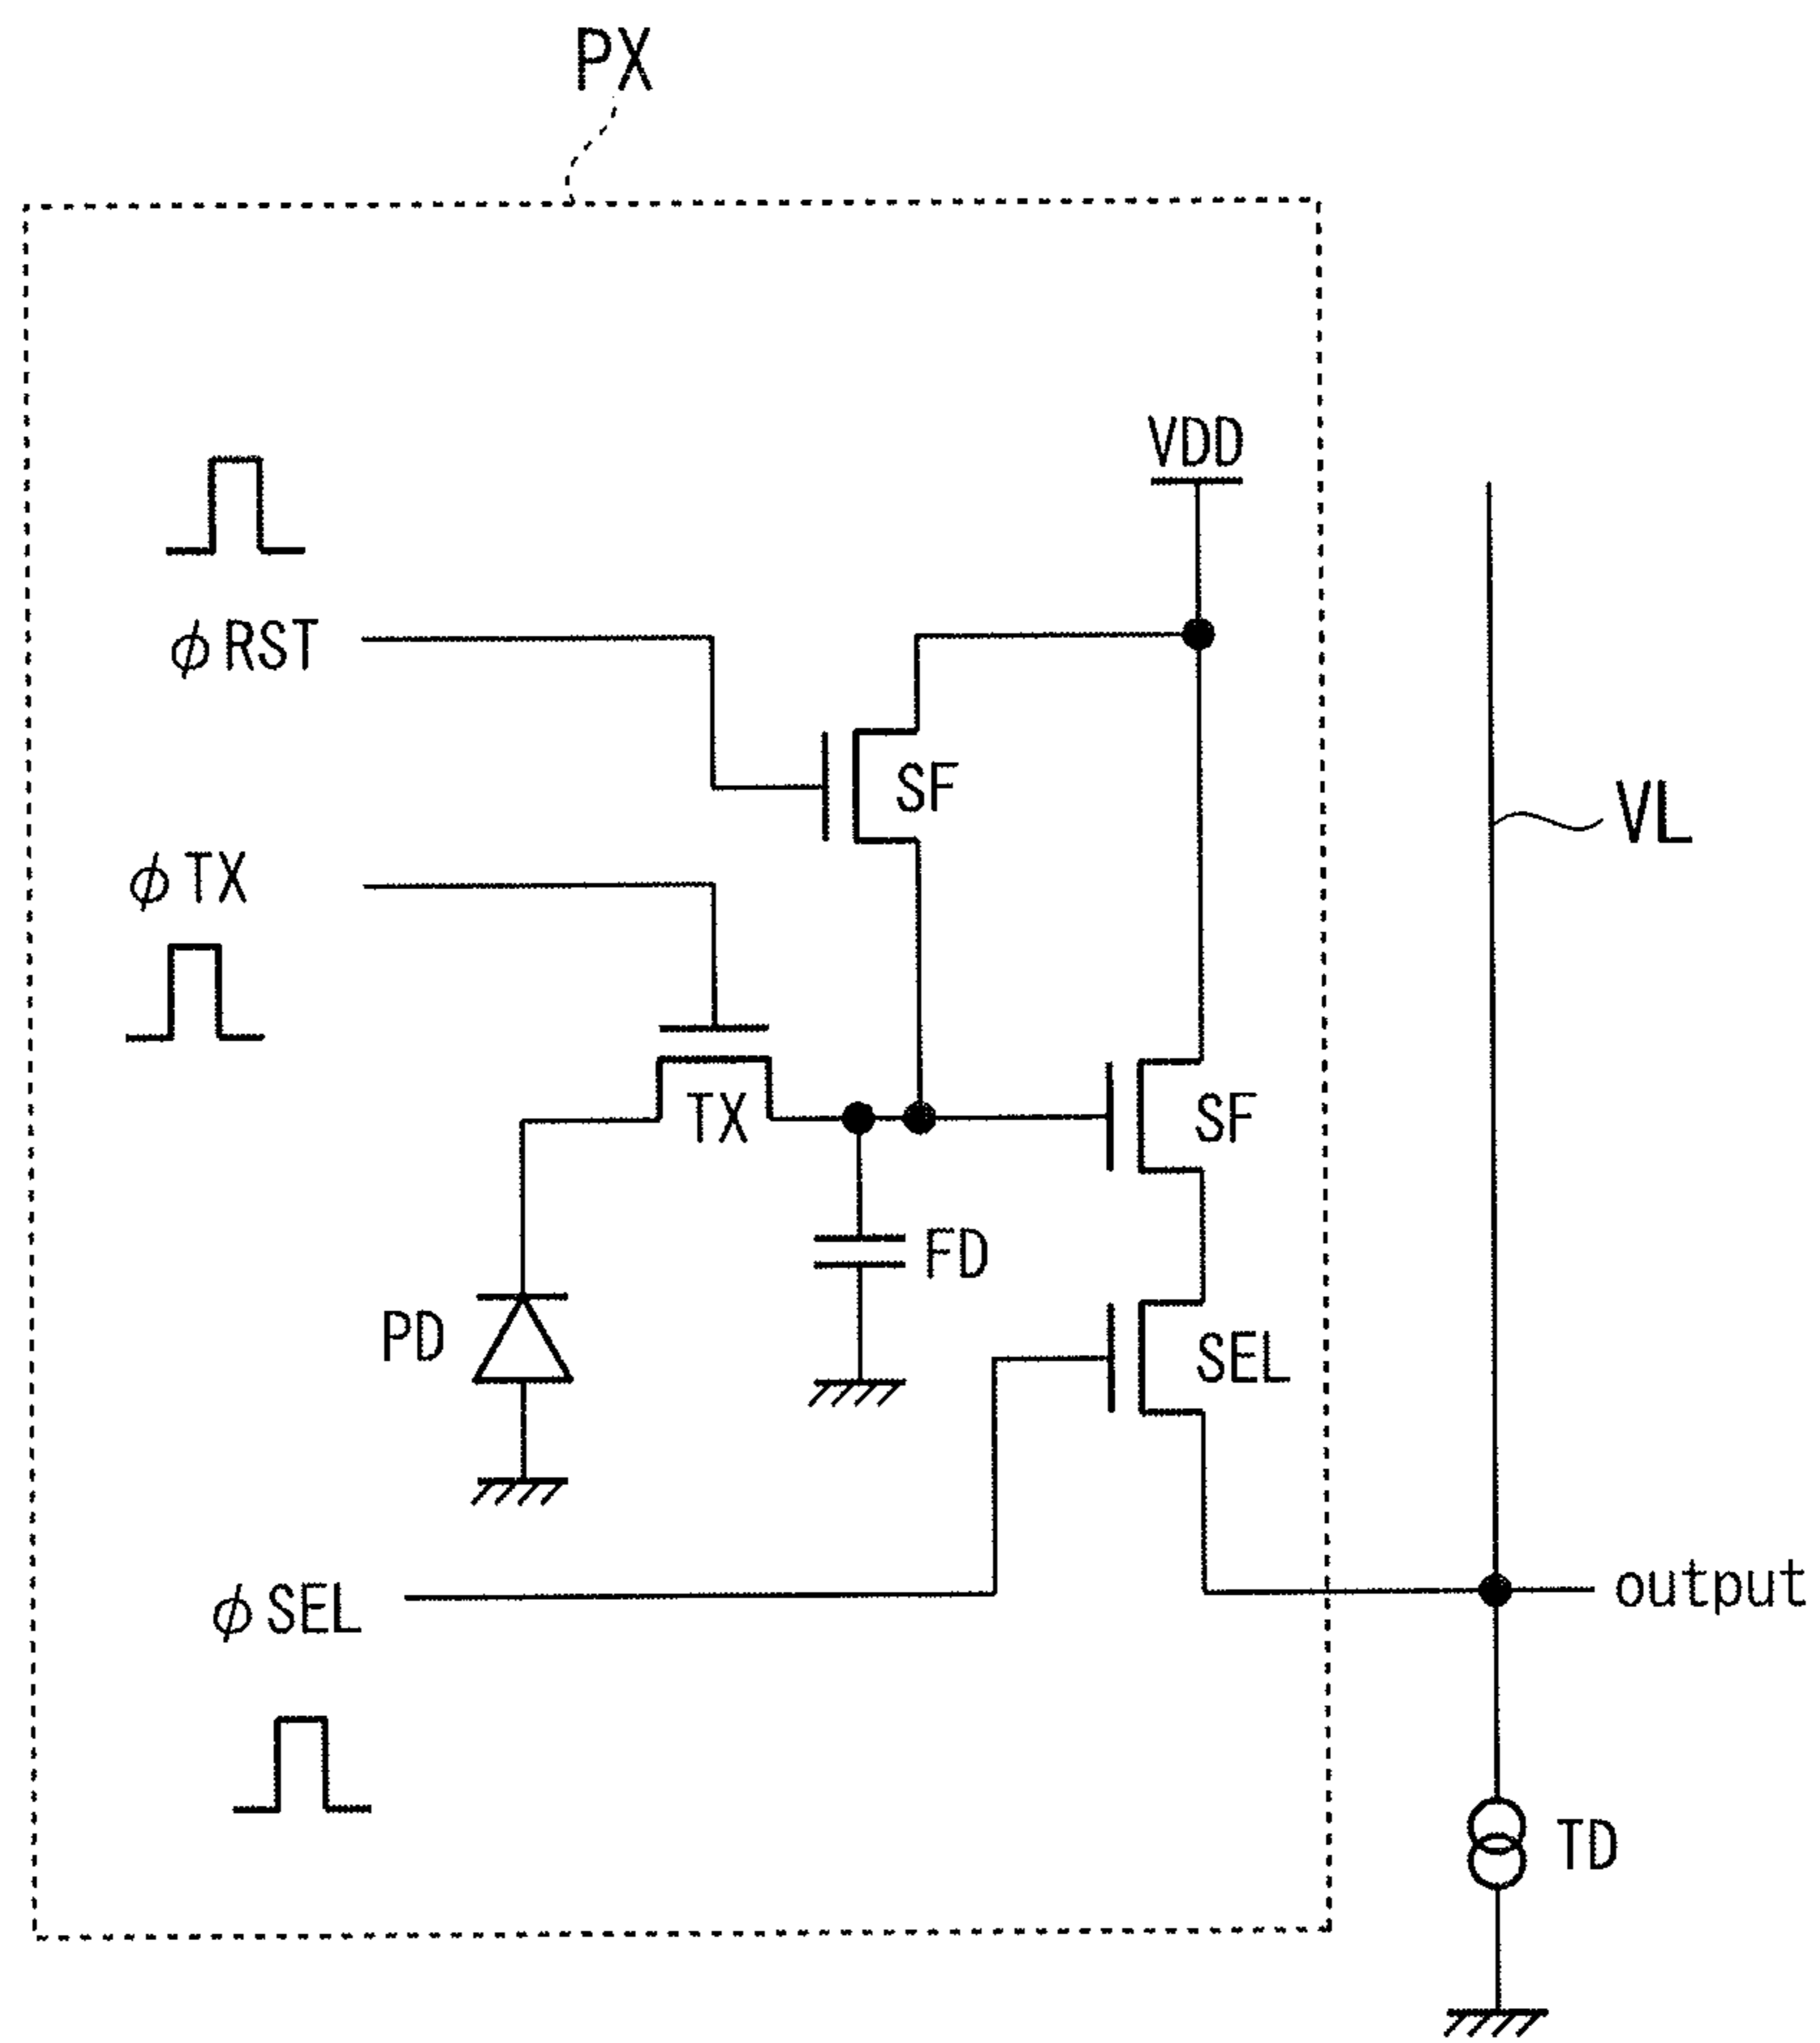 PX
VDD
φRST
SF
VL
φTX
TX
SF
FD
PD
SEL
φSEL
output
TD